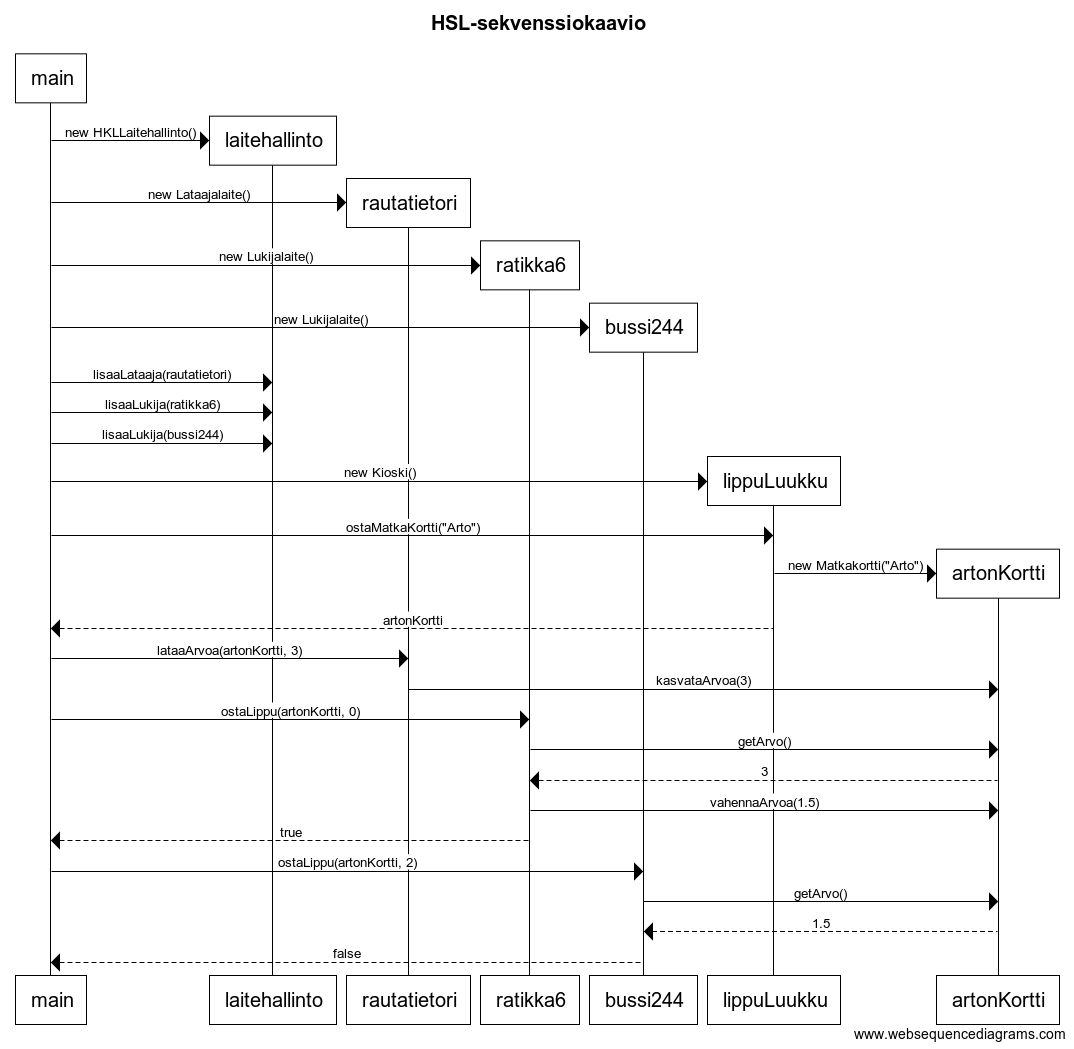 HSL-sekvenssiokaavio
main
new HKLLaitehallinto()
laitehallinto
new Lataajalaite()
rautatietori
new Lukijalaite()
ratikka6
new Lukijalaite()
bussi244
lisaaLataaja(rautatietori)
lisaaLukija(ratikka6)
lisaaLukija(bussi244)
new Kioski()
lippuLuukku
ostaMatkaKortti("Arto")
new Matkakortti("Arto")
artonKortti
artonKortti
lataaArvoa(artonKortti, 3)
kasvataArvoa(3)
ostaLippu(artonKortti, 0)
getArvo()
3
vahennaArvoa(1.5)
true
ostaLippu(artonKortti, 2)
getArvo()
1.5
false
main
laitehallinto
rautatietori
ratikka6
bussi244
lippuLuukku
artonKortti
www.websequencediagrams.com